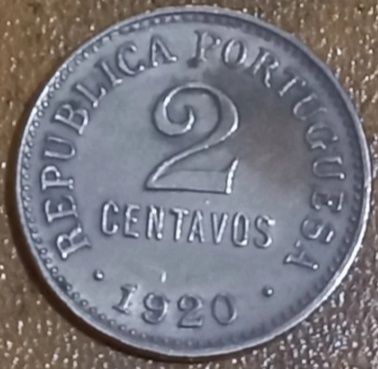 REPUBLICA PORTUGUESA
2
CENTAVOS
· 1920 ·